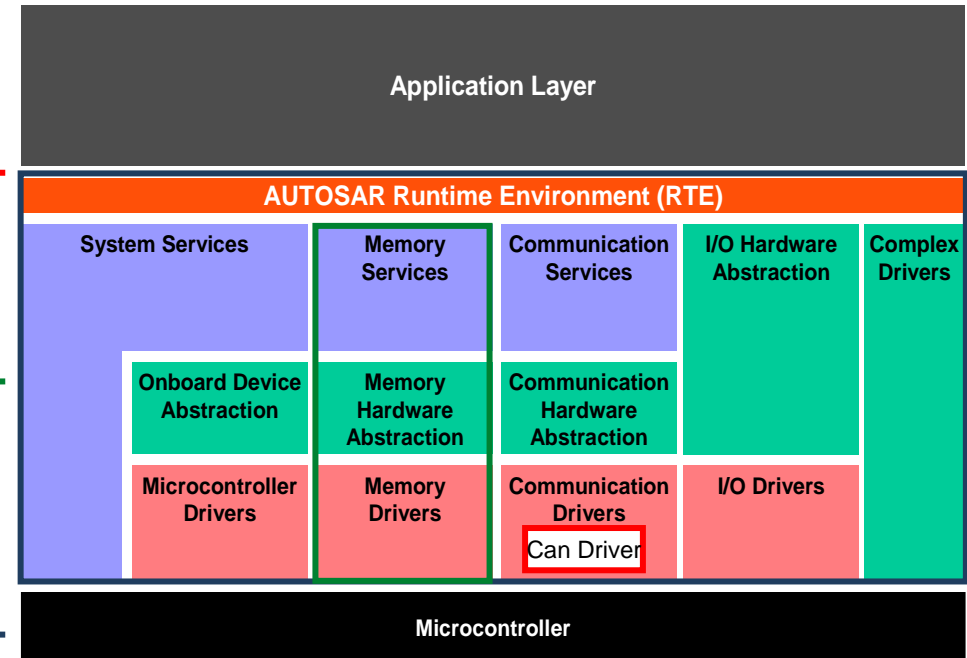 Application Layer
AUTOSAR Runtime Environment (RTE)
System Services
Memory
Services
Communication
Services
I/O Hardware
Abstraction
Complex
Drivers
Onboard Device
Abstraction
Memory
Hardware
Abstraction
Communication
Hardware
Abstraction
Microcontroller
Drivers
Memory
Drivers
Communication
Drivers
Can Driver
I/O Drivers
Microcontroller